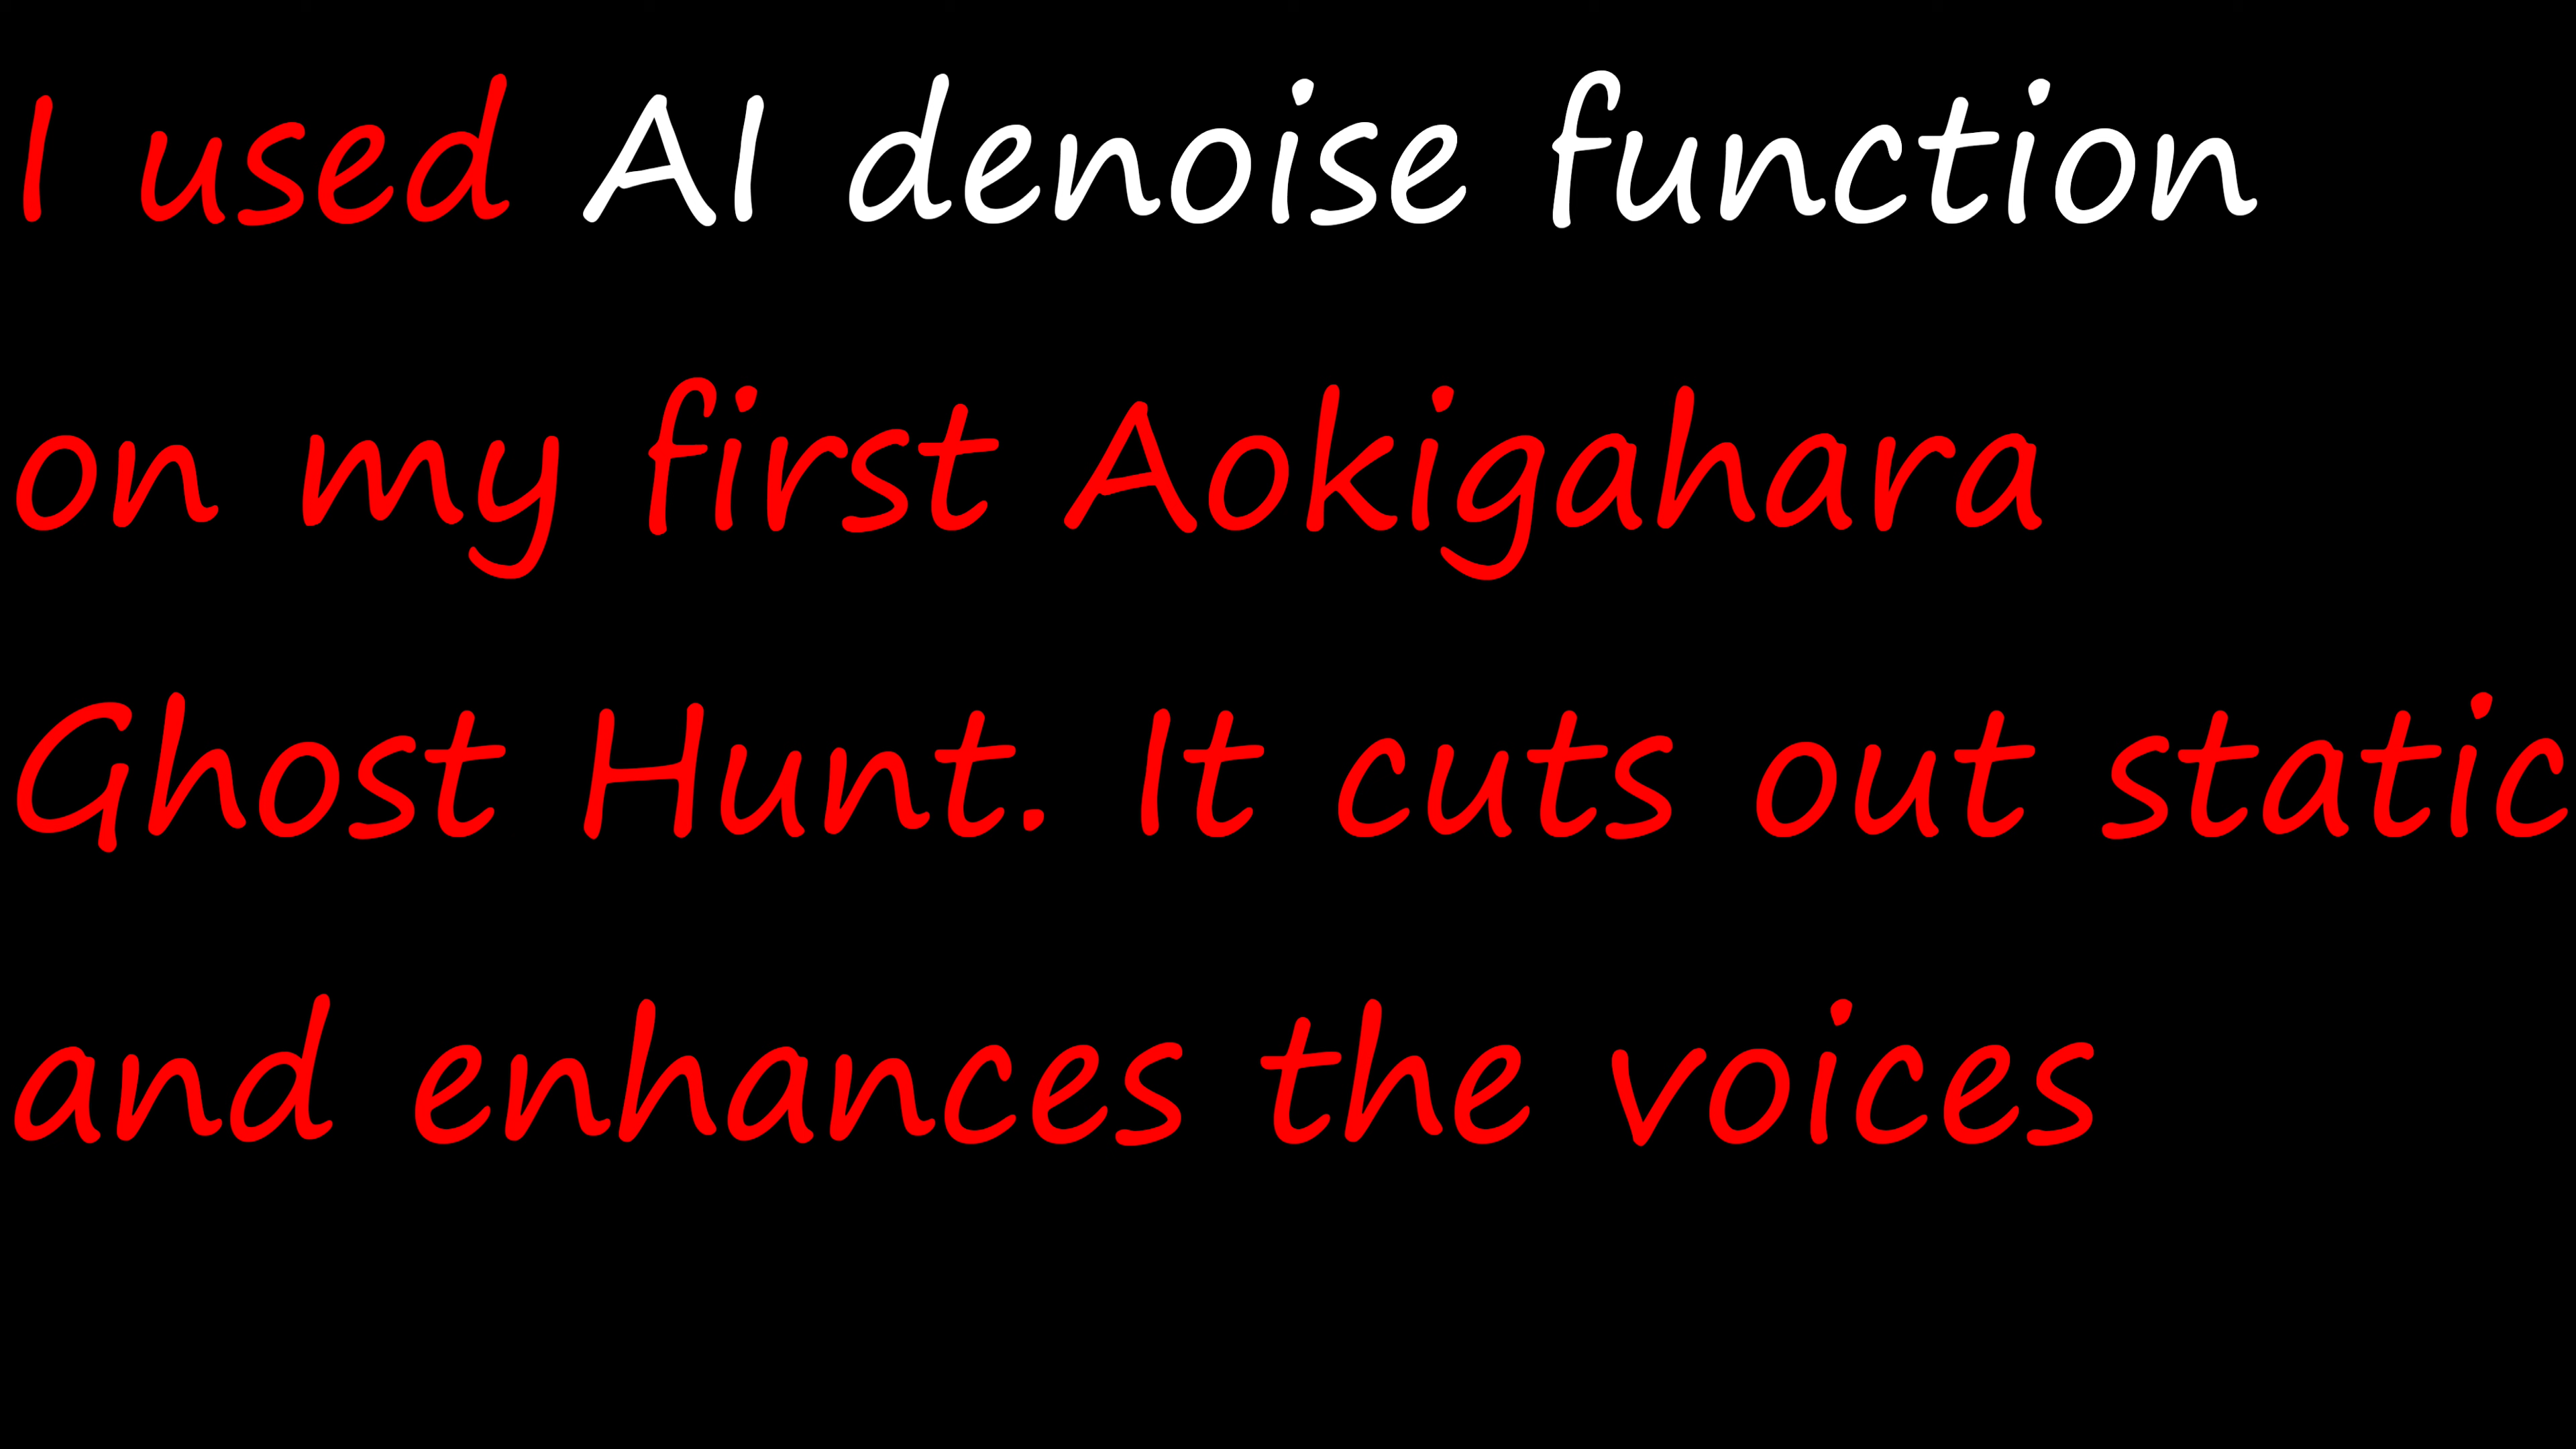 I used AI denoise function
on my first Aokigahara
Ghost Hunt. It cuts out static
and enhances the voices